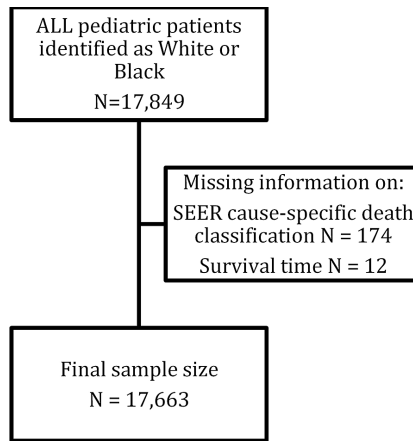 ALL pediatric patients
identified as White or
Black
N=17,849
Missing information on:
SEER cause-specific death
classification N = 174
Survival time N = 12
Final sample size
N = 17,663